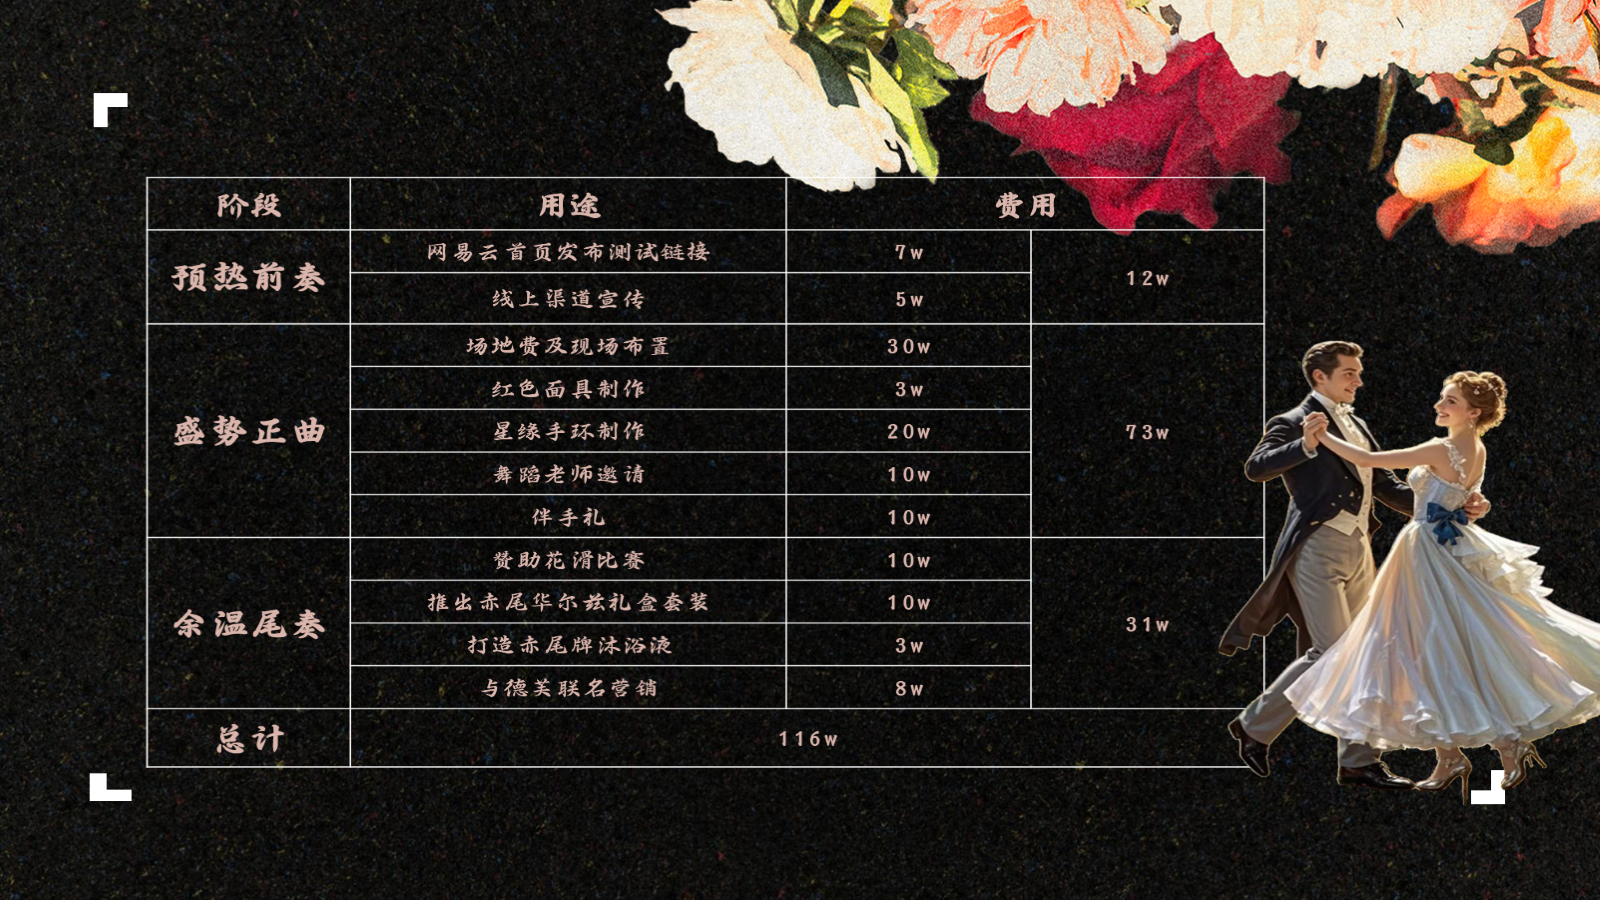 阶段 用途 费用
预热前奏 网易云首页发布测试链接 7w 12w
线上渠道宣传 5w
盛势正曲 场地费及现场布置 30w 73w
红色面具制作 3w
星缘手环制作 20w
舞蹈老师邀请 10w
伴手礼 10w
余温尾奏 赞助花滑比赛 10w 31w
推出赤尾华尔兹礼盒套装 10w
打造赤尾牌沐浴液 3w
与德芙联名营销 8w
总计 116w